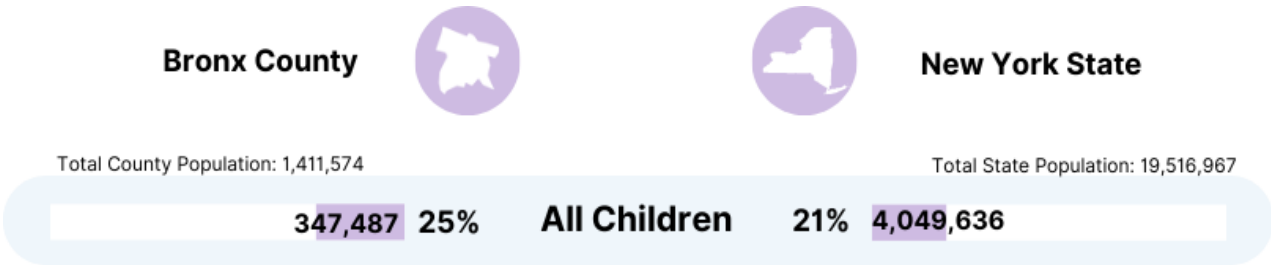 Bronx County
New York State
Total County Population: 1,411,574
Total State Population: 19,516,967
347,487 25% All Children 21% 4,049,636